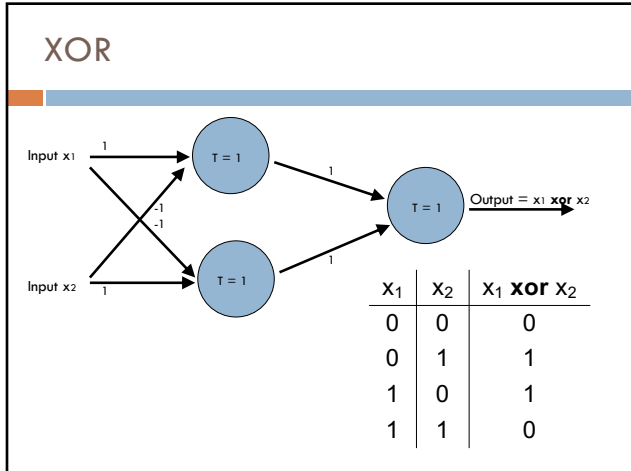 XOR
Input x1
1
T = 1
1
-1
-1
T = 1
Output = x1 xor x2
Input x2
1
T = 1
1
x1 x2 x1 xor x2
0 0 0
0 1 1
1 0 1
1 1 0